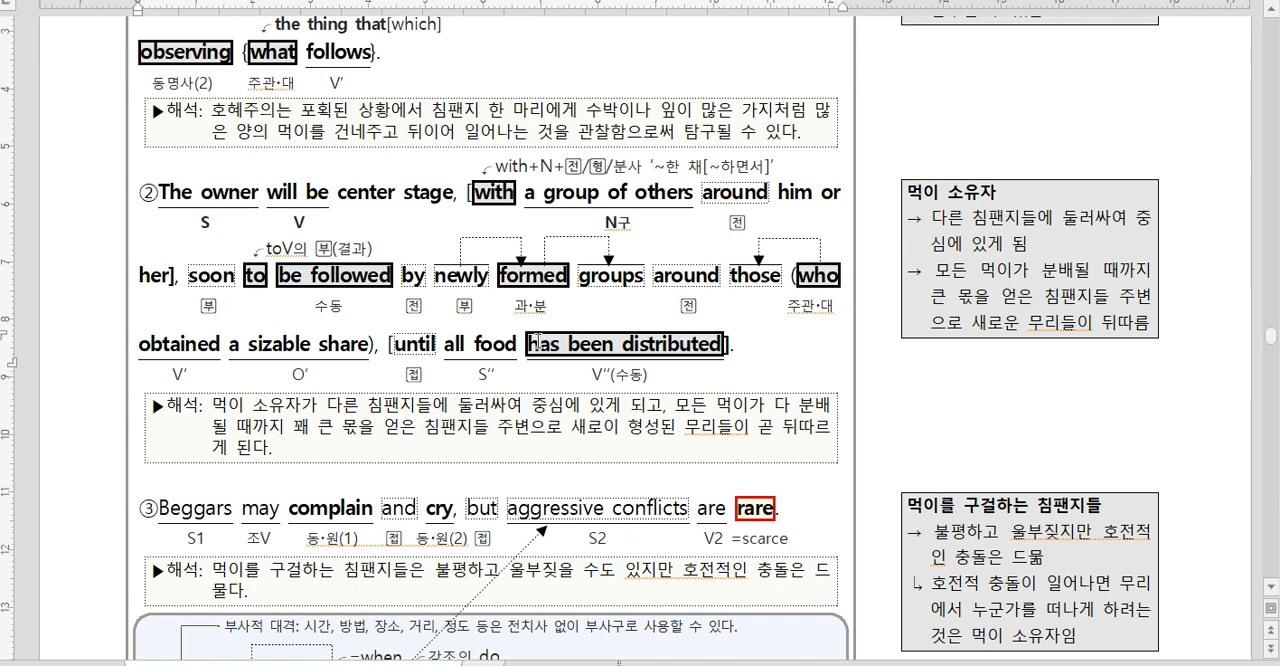 the thing that[which]
observing {what follows}.
동명사(2) 주관·대 V′
▶해석: 호혜주의는 포획된 상황에서 침팬지 한 마리에게 수박이나 잎이 많은 가지처럼 많
은 양의 먹이를 건네주고 뒤이어 일어나는 것을 관찰함으로써 탐구될 수 있다.
with+N+전/형/분사 ‘~한 채[~하면서]’
②The owner will be center stage, [with a group of others around him or
S V N구 전
toV의 부(결과)
her], soon to be followed by newly formed groups around those (who
부 수동 전 부 과·분 전 주관·대
obtained a sizable share), [until all food has been distributed].
V′ O′ 접 S′′ V′′(수동)
▶해석: 먹이 소유자가 다른 침팬지들에 둘러싸여 중심에 있게 되고, 모든 먹이가 다 분배
될 때까지 꽤 큰 몫을 얻은 침팬지들 주변으로 새로이 형성된 무리들이 곧 뒤따르
게 된다.
③Beggars may complain and cry, but aggressive conflicts are rare.
S1 조V 동·원(1) 접 동·원(2) 접 S2 V2 =scarce
▶해석: 먹이를 구걸하는 침팬지들은 불평하고 울부짖을 수도 있지만 호전적인 충돌은 드
물다.
부사적 대격: 시간, 방법, 장소, 거리, 정도 등은 전치사 없이 부사구로 사용할 수 있다.
=when 강조의 do
먹이 소유자
→ 다른 침팬지들에 둘러싸여 중
심에 있게 됨
→ 모든 먹이가 분배될 때까지
큰 몫을 얻은 침팬지들 주변
으로 새로운 무리들이 뒤따름
먹이를 구걸하는 침팬지들
→ 불평하고 울부짖지만 호전적
인 충돌은 드묾
↳ 호전적 충돌이 일어나면 무리
에서 누군가를 떠나게 하려는
것은 먹이 소유자임